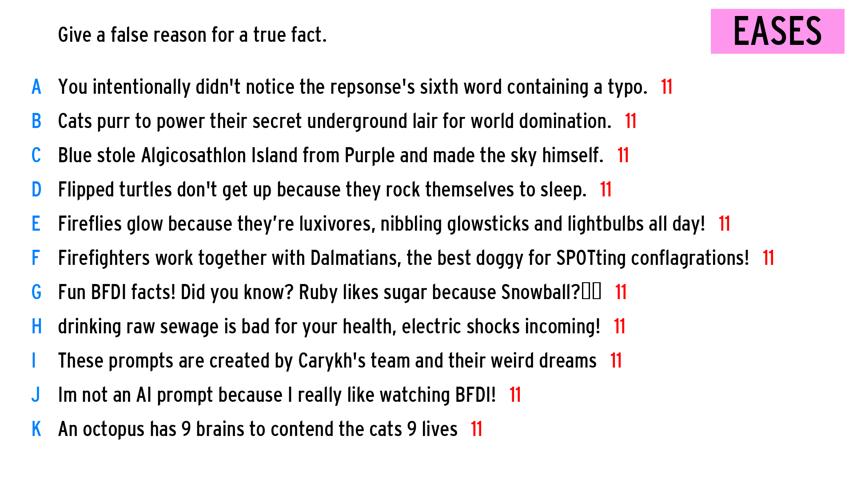 Give a false reason for a true fact.
EASES
A You intentionally didn't notice the repsonse's sixth word containing a typo. 11
B Cats purr to power their secret underground lair for world domination. 11
C Blue stole Algicosathlon Island from Purple and made the sky himself. 11
D Flipped turtles don't get up because they rock themselves to sleep. 11
E Fireflies glow because they’re luxivores, nibbling glowsticks and lightbulbs all day! 11
F Firefighters work together with Dalmatians, the best doggy for SPOTting conflagrations! 11
G Fun BFDI facts! Did you know? Ruby likes sugar because Snowball?▯▯ 11
H drinking raw sewage is bad for your health, electric shocks incoming! 11
I These prompts are created by Carykh's team and their weird dreams 11
J Im not an AI prompt because I really like watching BFDI! 11
K An octopus has 9 brains to contend the cats 9 lives 11